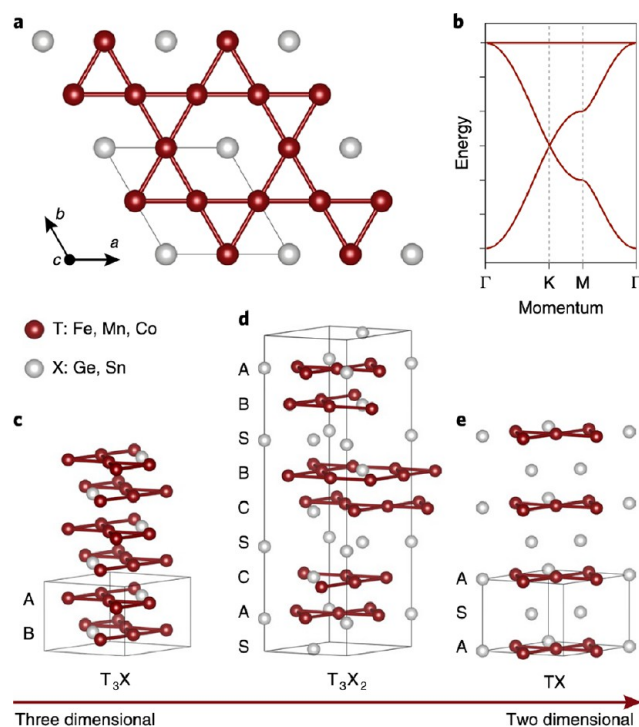 a
b
c
a
b
Energy
Γ K M Γ
Momentum
T: Fe, Mn, Co
X: Ge, Sn
c
A
B
T₃X
d
A
B
S
B
C
S
C
A
S
T₃X₂
e
A
S
A
TX
Three dimensional
Two dimensional